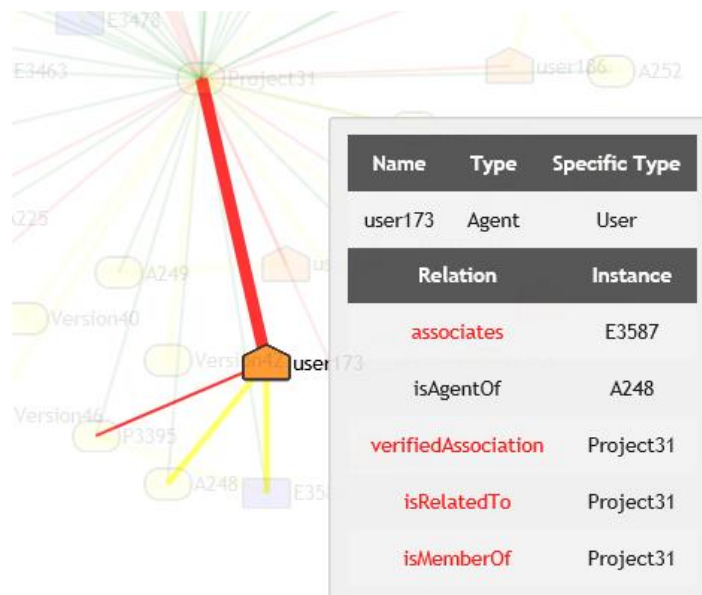 E3478
E3463
Project31
user186
A252
Name Type Specific Type
user173 Agent User
Relation Instance
associates E3587
isAgentOf A248
verifiedAssociation Project31
isRelatedTo Project31
isMemberOf Project31
A249
Version40
Version42
user173
Version46
P3395
A248